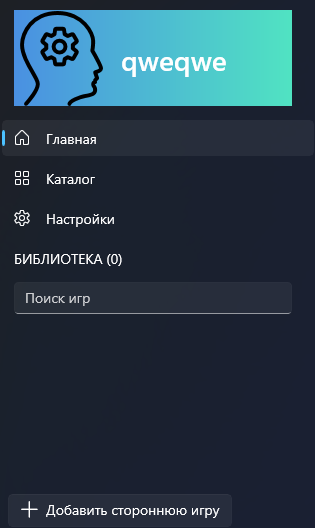 qweqwe
Главная
Каталог
Настройки
БИБЛИОТЕКА (0)
Поиск игр
Добавить стороннюю игру